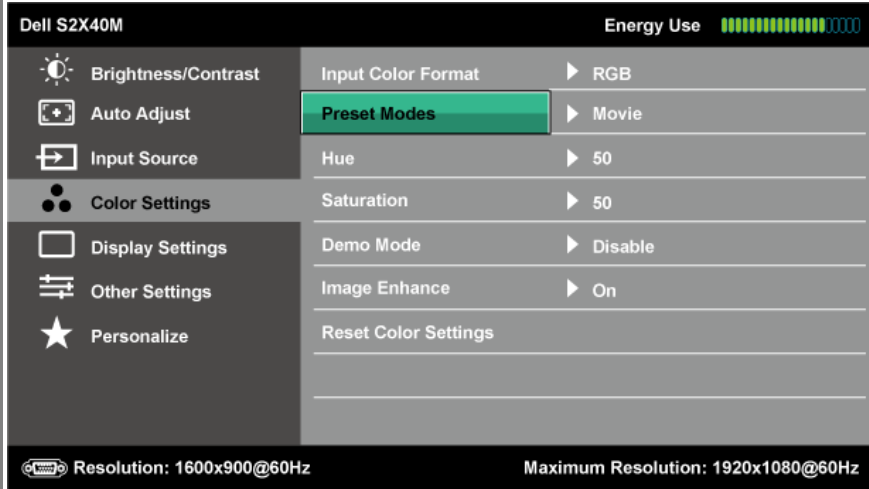 Dell S2X40M Energy Use
Brightness/Contrast Input Color Format RGB
Auto Adjust Preset Modes Movie
Input Source Hue 50
Color Settings Saturation 50
Display Settings Demo Mode Disable
Other Settings Image Enhance On
Personalize Reset Color Settings
Resolution: 1600x900@60Hz Maximum Resolution: 1920x1080@60Hz